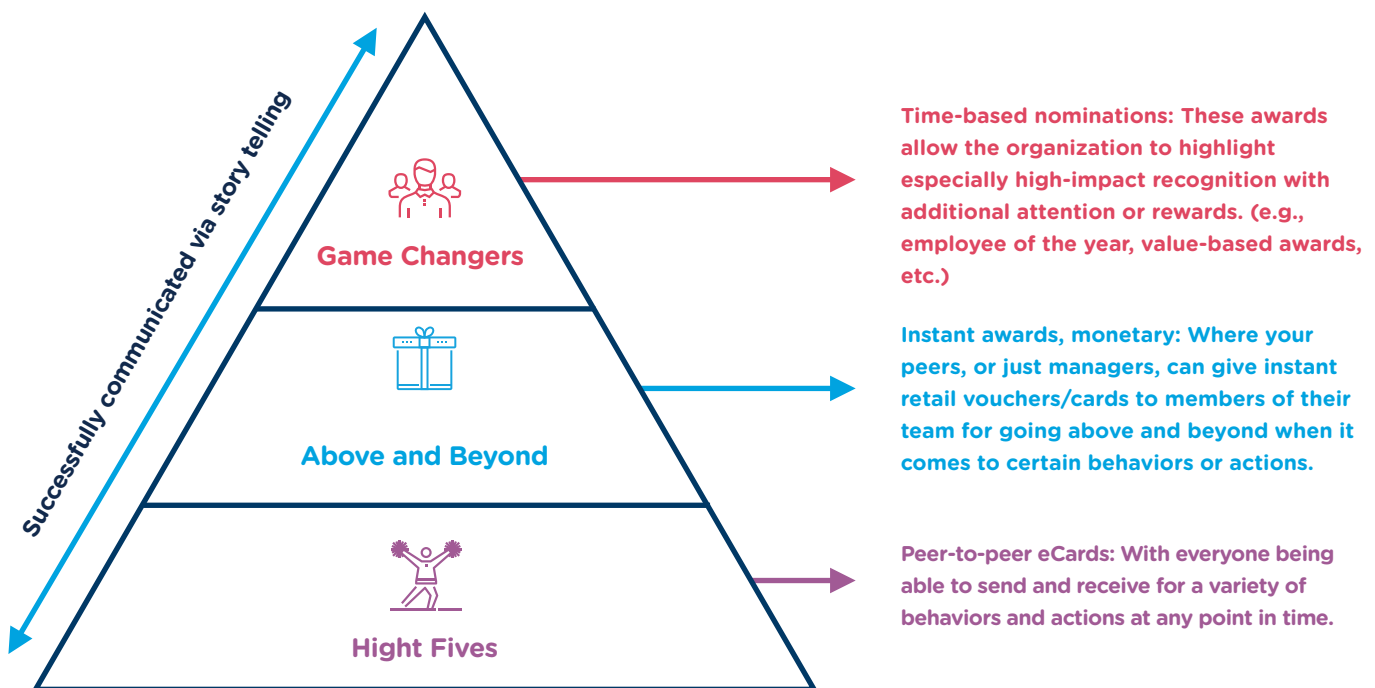 Successfully communicated via story telling
Game Changers
Time-based nominations: These awards
allow the organization to highlight
especially high-impact recognition with
additional attention or rewards. (e.g.,
employee of the year, value-based awards,
etc.)
Above and Beyond
Instant awards, monetary: Where your
peers, or just managers, can give instant
retail vouchers/cards to members of their
team for going above and beyond when it
comes to certain behaviors or actions.
Hight Fives
Peer-to-peer eCards: With everyone being
able to send and receive for a variety of
behaviors and actions at any point in time.